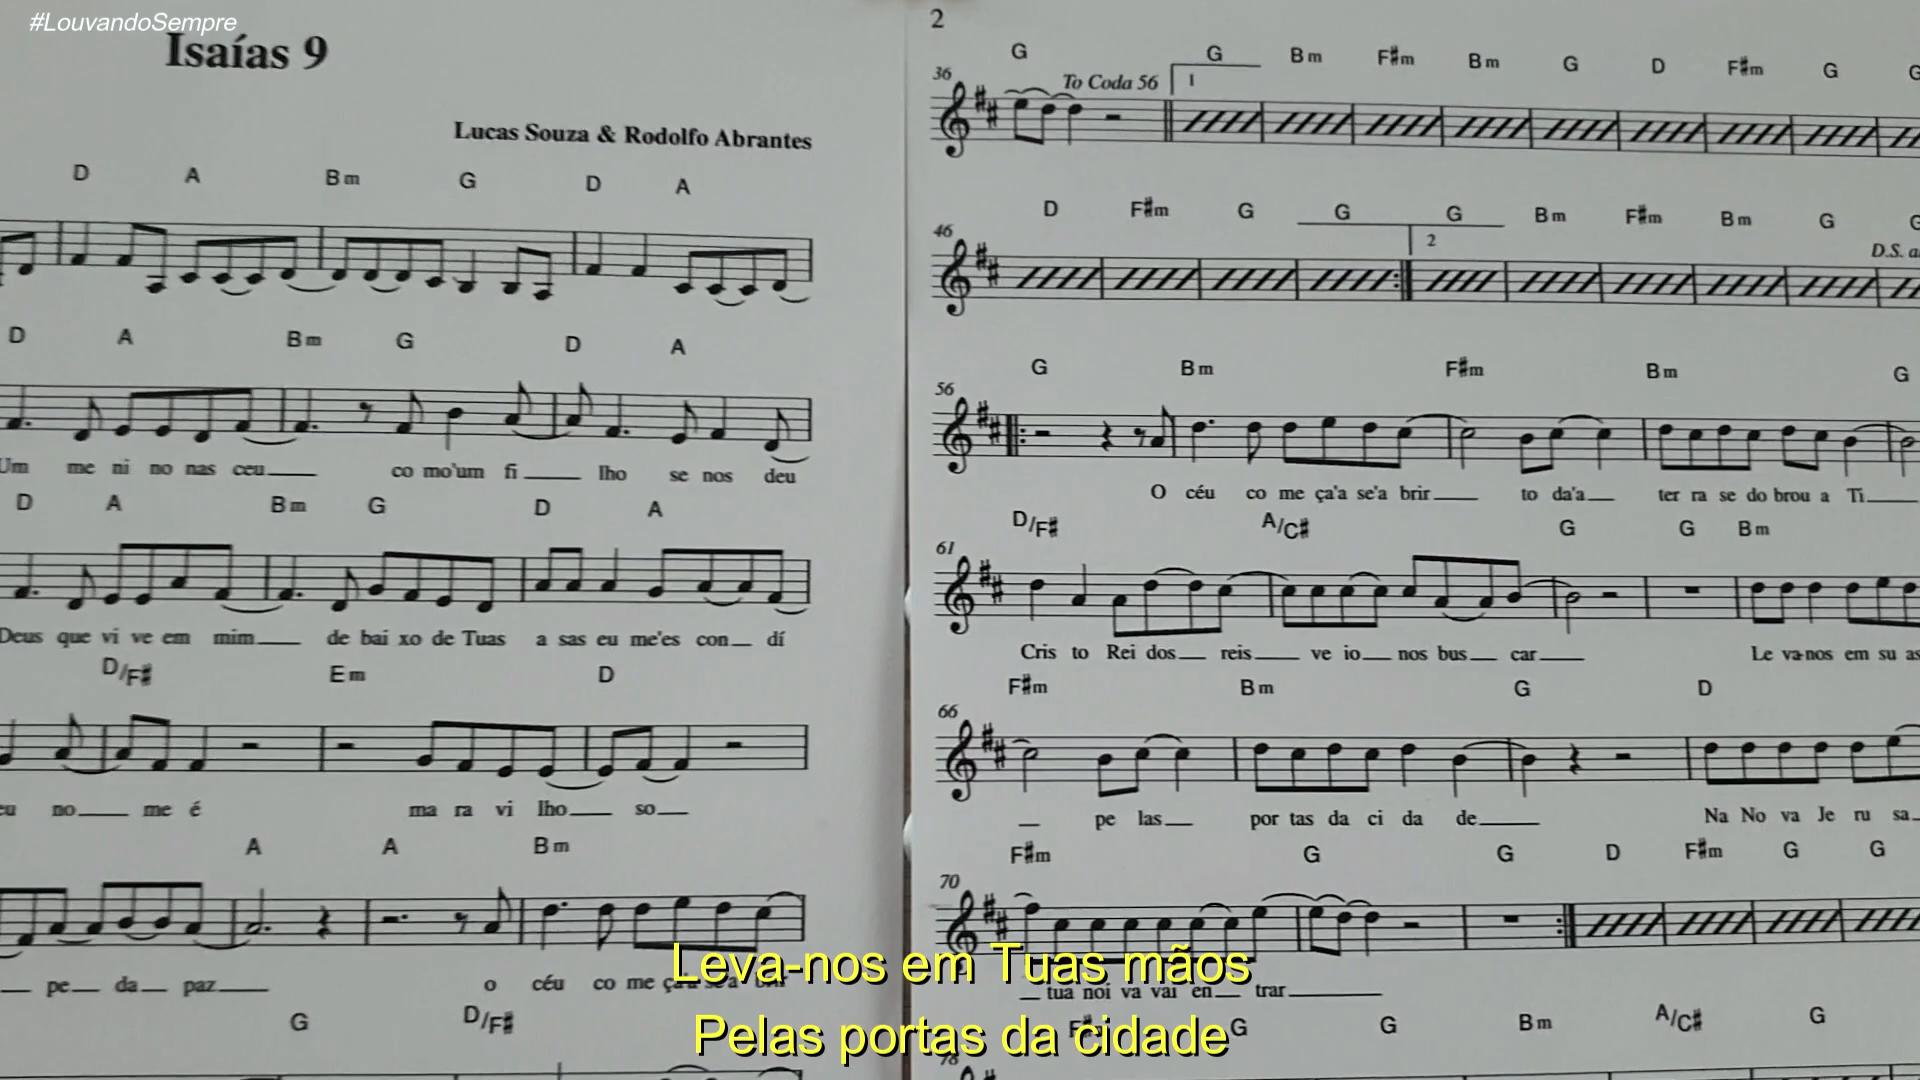 #LouvandoSempre
Isaías 9
Lucas Souza & Rodolfo Abrantes
D A Bm G D A
D A Bm G D A
Um me ni no nas ceu co mo'um fi lho se nos deu
D A Bm G D A
Deus que vi ve em mim de bai xo de Tuas a sas eu me'es con dí
D/F# Em D
no me é ma ra vi lho so
A A Bm
pe da paz o céu co me
G D/F#
2
G G Bm F#m Bm G D F#m G
36 To Coda 56 1
D F#m G G G Bm F#m Bm G
46 2 D.S.
G Bm F#m Bm G
56
O céu co me ça'a se'a brir to da'a ter ra se do brou a Ti
D/F# A/C# G G Bm
61
Cris to Rei dos reis ve io nos bus car Le va-nos em su as
F#m Bm G D
66
pe las por tas da ci da de Na No va Je ru sa
F#m G G D F#m G G
70
tua noi va vai en trar
G G Bm A/C# G
78
Leva-nos em Tuas mãos
Pelas portas da cidade